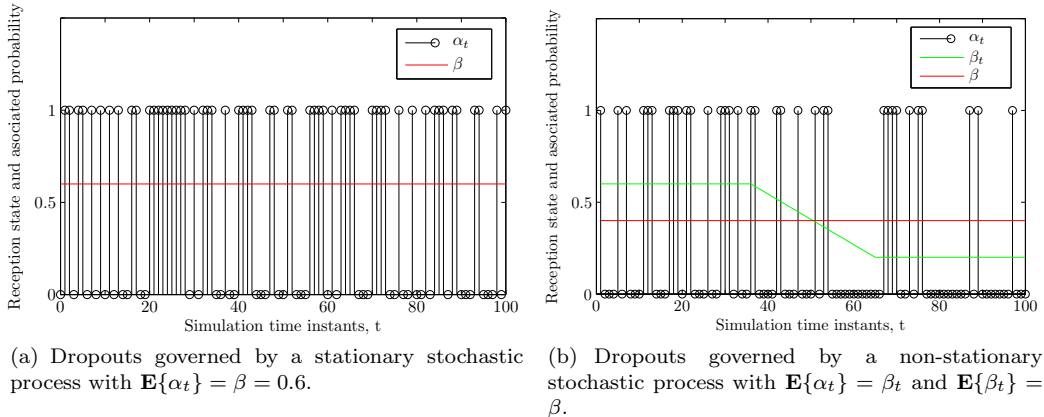 Reception state and asociated probability
1
0.5
0
0 20 40 60 80 100
Simulation time instants, t
α_t
β
(a) Dropouts governed by a stationary stochastic
process with E{α_t} = β = 0.6.
Reception state and asociated probability
1
0.5
0
0 20 40 60 80 100
Simulation time instants, t
α_t
β_t
β
(b) Dropouts governed by a non-stationary
stochastic process with E{α_t} = β_t and E{β_t} =
β.